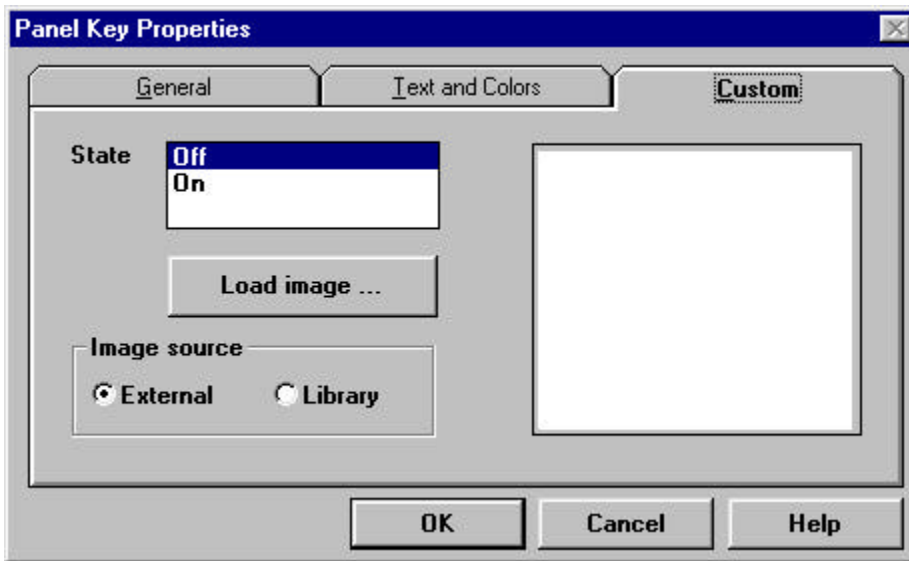 Panel Key Properties
General
Text and Colors
Custom
State
Off
On
Load image ...
Image source
External
Library
OK
Cancel
Help